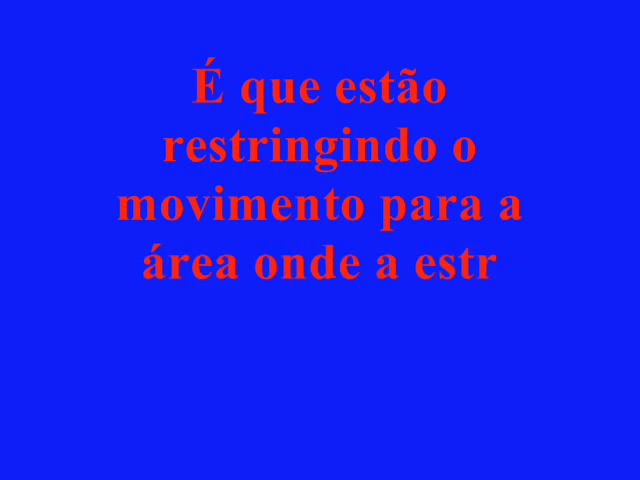 É que estão
restringindo o
movimento para a
área onde a estr